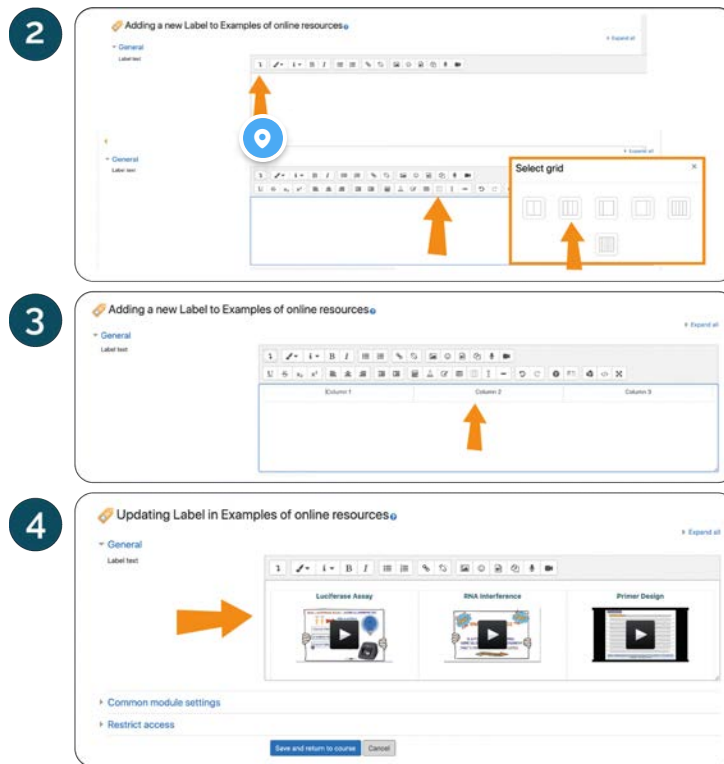 2
Adding a new Label to Examples of online resources
Expand all
General
Label text
B I
Expand all
General
Label text
B I
Select grid
×
3
Adding a new Label to Examples of online resources
Expand all
General
Label text
B I
Column 1 Column 2 Column 3
4
Updating Label in Examples of online resources
Expand all
General
Label text
B I
Luciferase Assay RNA Interference Primer Design
Common module settings
Restrict access
Save and return to course Cancel